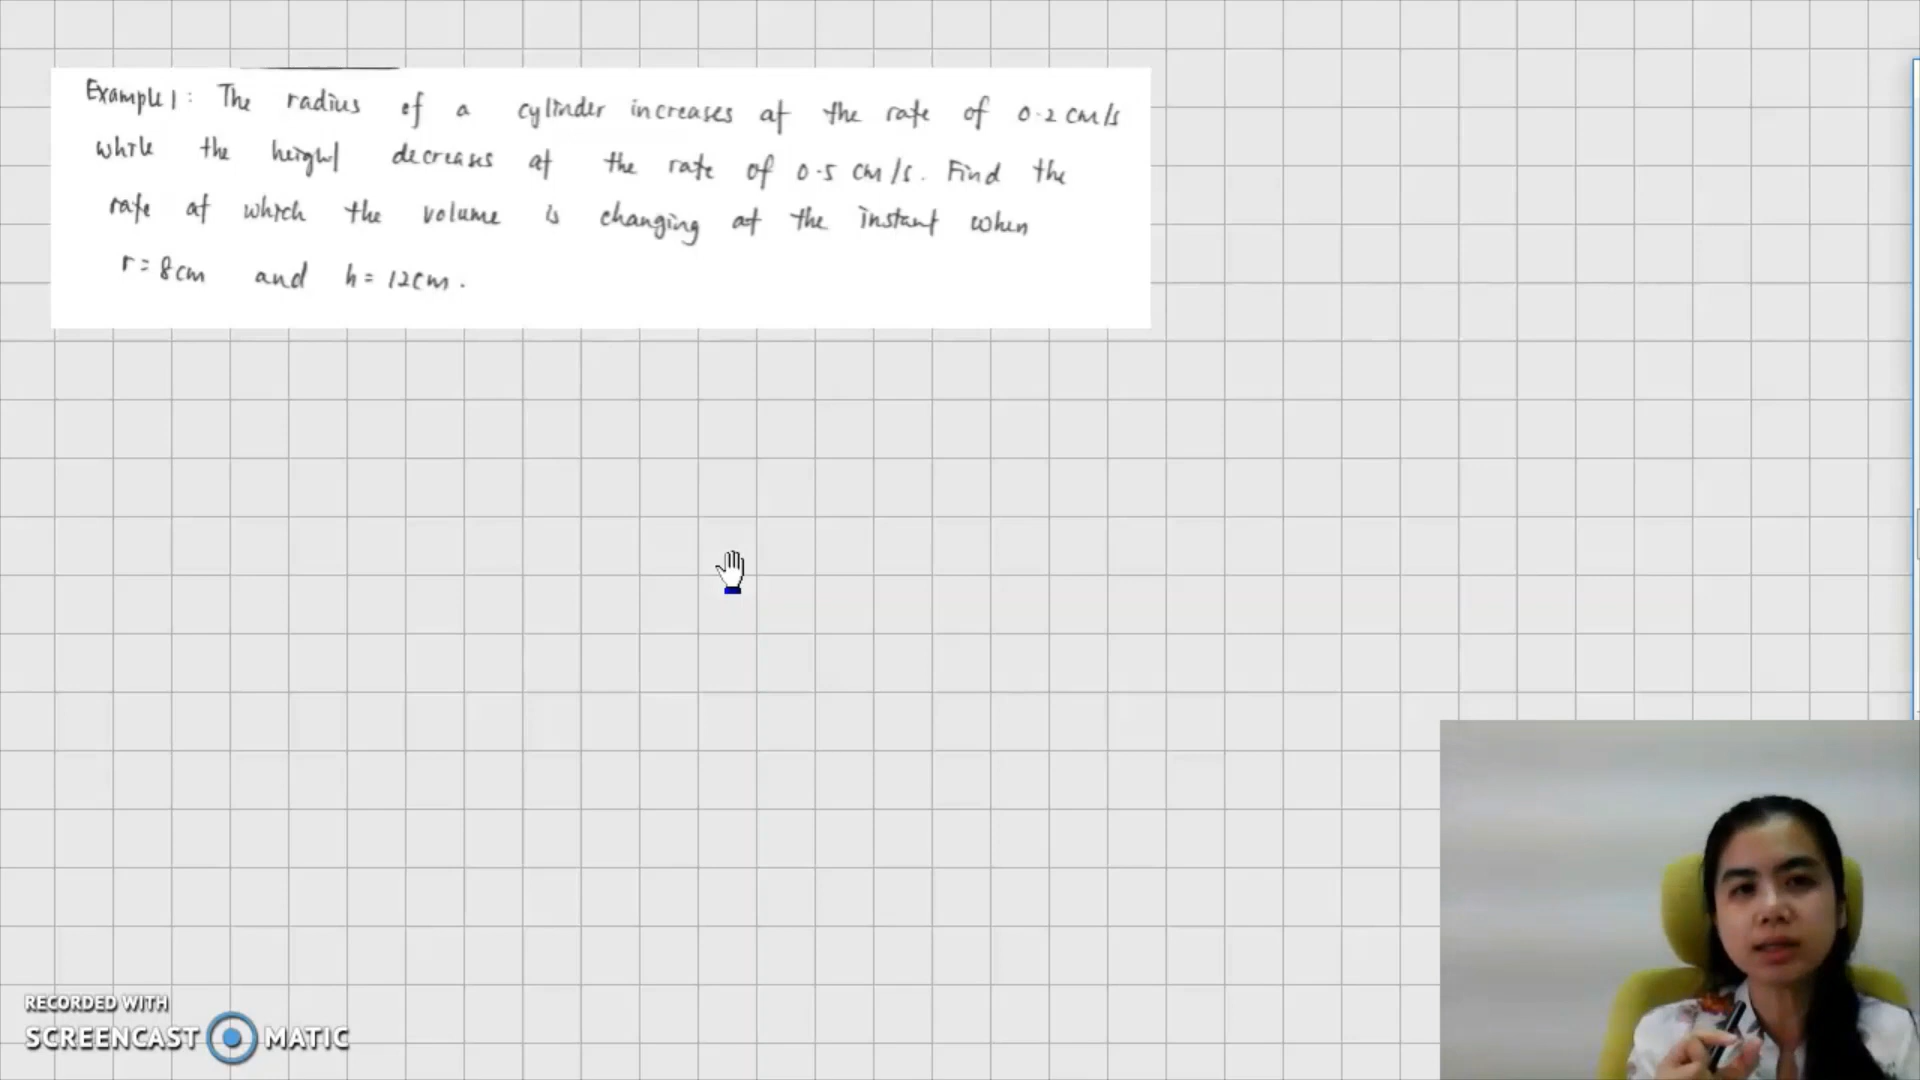 Example 1: The radius of a cylinder increases at the rate of 0.2 cm/s
while the height decreases at the rate of 0.5 cm/s. Find the
rate at which the volume is changing at the instant when
r = 8cm and h = 12cm.
RECORDED WITH
SCREENCAST MATIC